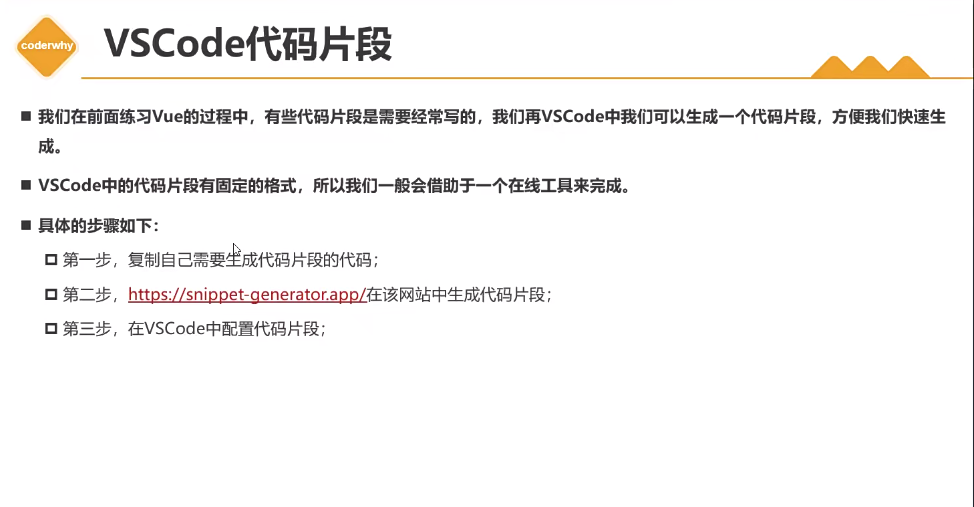 coderwhy
VSCode代码片段
我们在前面练习Vue的过程中，有些代码片段是需要经常写的，我们再VSCode中我们可以生成一个代码片段，方便我们快速生
成。
VSCode中的代码片段有固定的格式，所以我们一般会借助于一个在线工具来完成。
具体的步骤如下：
第一步，复制自己需要生成代码片段的代码；
第二步，https://snippet-generator.app/在该网站中生成代码片段；
第三步，在VSCode中配置代码片段；